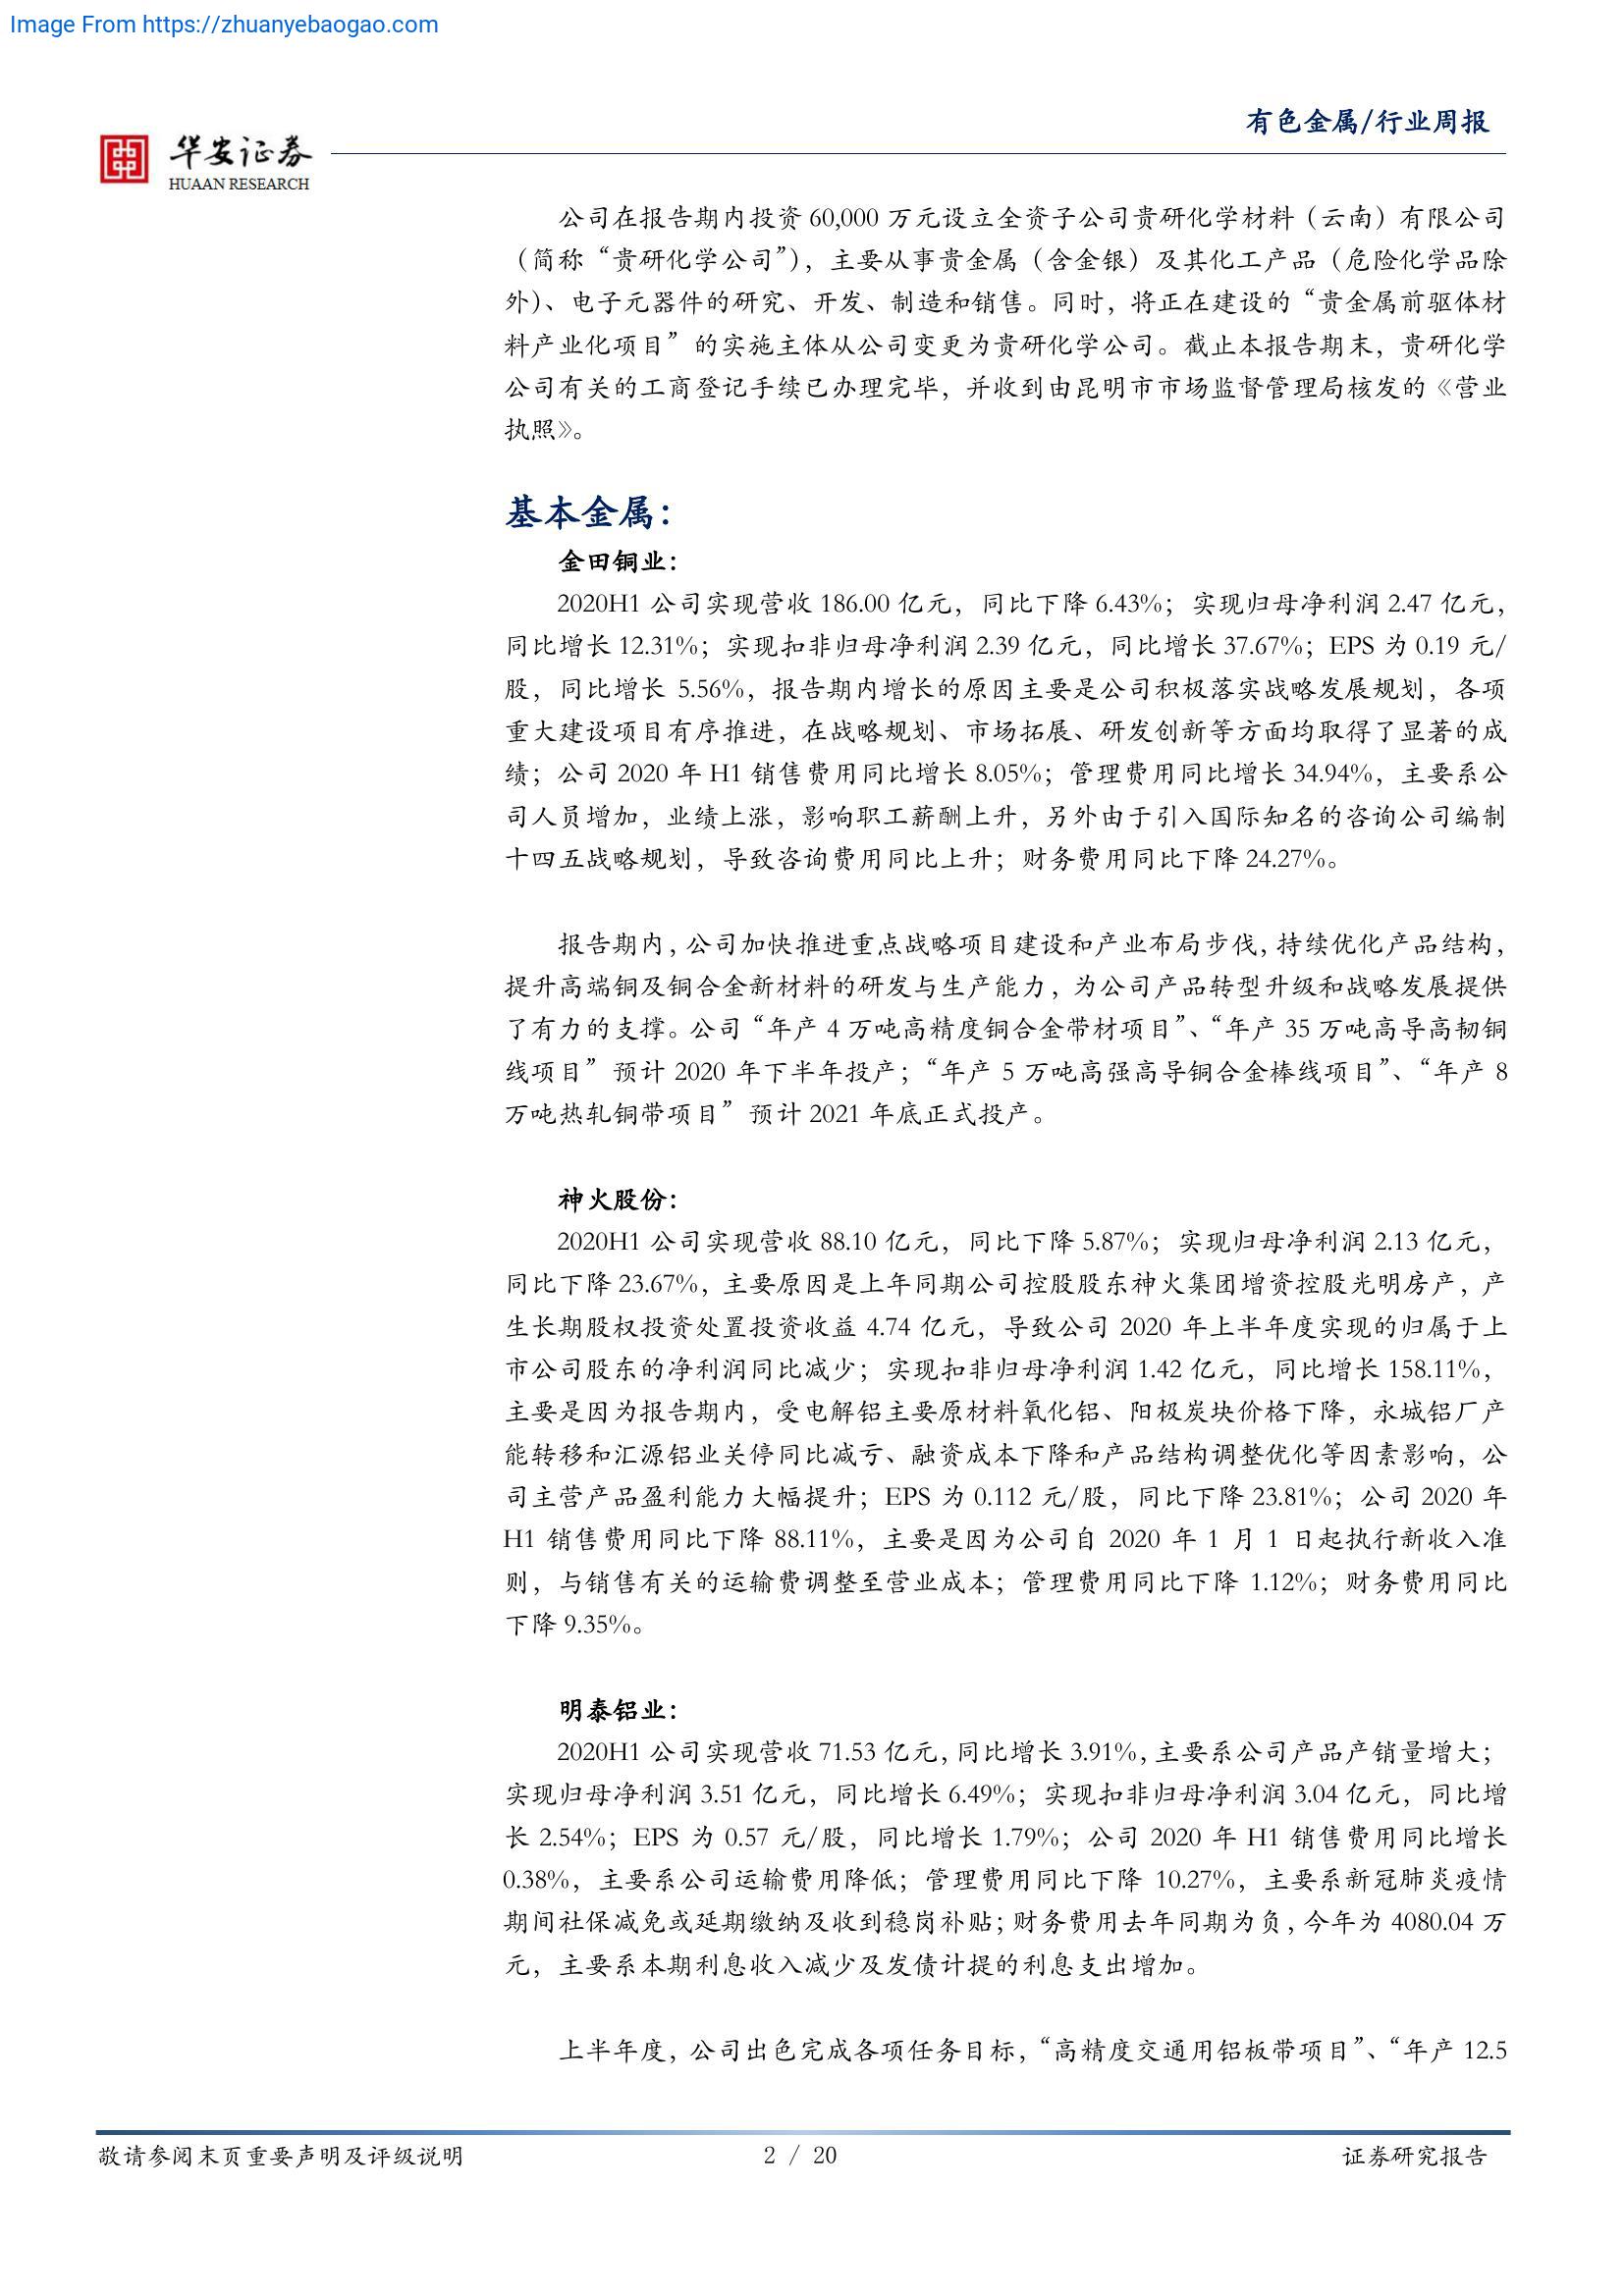 Image From https://zhuanyebaogao.com
有色金属/行业周报
华安证券
HUAAN RESEARCH
公司在报告期内投资 60,000 万元设立全资子公司贵研化学材料（云南）有限公司
（简称“贵研化学公司”），主要从事贵金属（含金银）及其化工产品（危险化学品除
外）、电子元器件的研究、开发、制造和销售。同时，将正在建设的“贵金属前驱体材
料产业化项目”的实施主体从公司变更为贵研化学公司。截止本报告期末，贵研化学
公司有关的工商登记手续已办理完毕，并收到由昆明市市场监督管理局核发的《营业
执照》。
基本金属：
金田铜业：
2020H1 公司实现营收 186.00 亿元，同比下降 6.43%；实现归母净利润 2.47 亿元，
同比增长 12.31%；实现扣非归母净利润 2.39 亿元，同比增长 37.67%；EPS 为 0.19 元/
股，同比增长 5.56%，报告期内增长的原因主要是公司积极落实战略发展规划，各项
重大建设项目有序推进，在战略规划、市场拓展、研发创新等方面均取得了显著的成
绩；公司 2020 年 H1 销售费用同比增长 8.05%；管理费用同比增长 34.94%，主要系公
司人员增加，业绩上涨，影响职工薪酬上升，另外由于引入国际知名的咨询公司编制
十四五战略规划，导致咨询费用同比上升；财务费用同比下降 24.27%。
报告期内，公司加快推进重点战略项目建设和产业布局步伐，持续优化产品结构，
提升高端铜及铜合金新材料的研发与生产能力，为公司产品转型升级和战略发展提供
了有力的支撑。公司“年产 4 万吨高精度铜合金带材项目”、“年产 35 万吨高导高韧铜
线项目”预计 2020 年下半年投产；“年产 5 万吨高强高导铜合金棒线项目”、“年产 8
万吨热轧铜带项目”预计 2021 年底正式投产。
神火股份：
2020H1 公司实现营收 88.10 亿元，同比下降 5.87%；实现归母净利润 2.13 亿元，
同比下降 23.67%，主要原因是上年同期公司控股股东神火集团增资控股光明房产，产
生长期股权投资处置投资收益 4.74 亿元，导致公司 2020 年上半年度实现的归属于上
市公司股东的净利润同比减少；实现扣非归母净利润 1.42 亿元，同比增长 158.11%，
主要是因为报告期内，受电解铝主要原材料氧化铝、阳极炭块价格下降，永城铝厂产
能转移和汇源铝业关停同比减亏、融资成本下降和产品结构调整优化等因素影响，公
司主营产品盈利能力大幅提升；EPS 为 0.112 元/股，同比下降 23.81%；公司 2020 年
H1 销售费用同比下降 88.11%，主要是因为公司自 2020 年 1 月 1 日起执行新收入准
则，与销售有关的运输费调整至营业成本；管理费用同比下降 1.12%；财务费用同比
下降 9.35%。
明泰铝业：
2020H1 公司实现营收 71.53 亿元，同比增长 3.91%，主要系公司产品产销量增大；
实现归母净利润 3.51 亿元，同比增长 6.49%；实现扣非归母净利润 3.04 亿元，同比增
长 2.54%；EPS 为 0.57 元/股，同比增长 1.79%；公司 2020 年 H1 销售费用同比增长
0.38%，主要系公司运输费用降低；管理费用同比下降 10.27%，主要系新冠肺炎疫情
期间社保减免或延期缴纳及收到稳岗补贴；财务费用去年同期为负，今年为 4080.04 万
元，主要系本期利息收入减少及发债计提的利息支出增加。
上半年度，公司出色完成各项任务目标，“高精度交通用铝板带项目”、“年产 12.5
敬请参阅末页重要声明及评级说明
2 / 20
证券研究报告